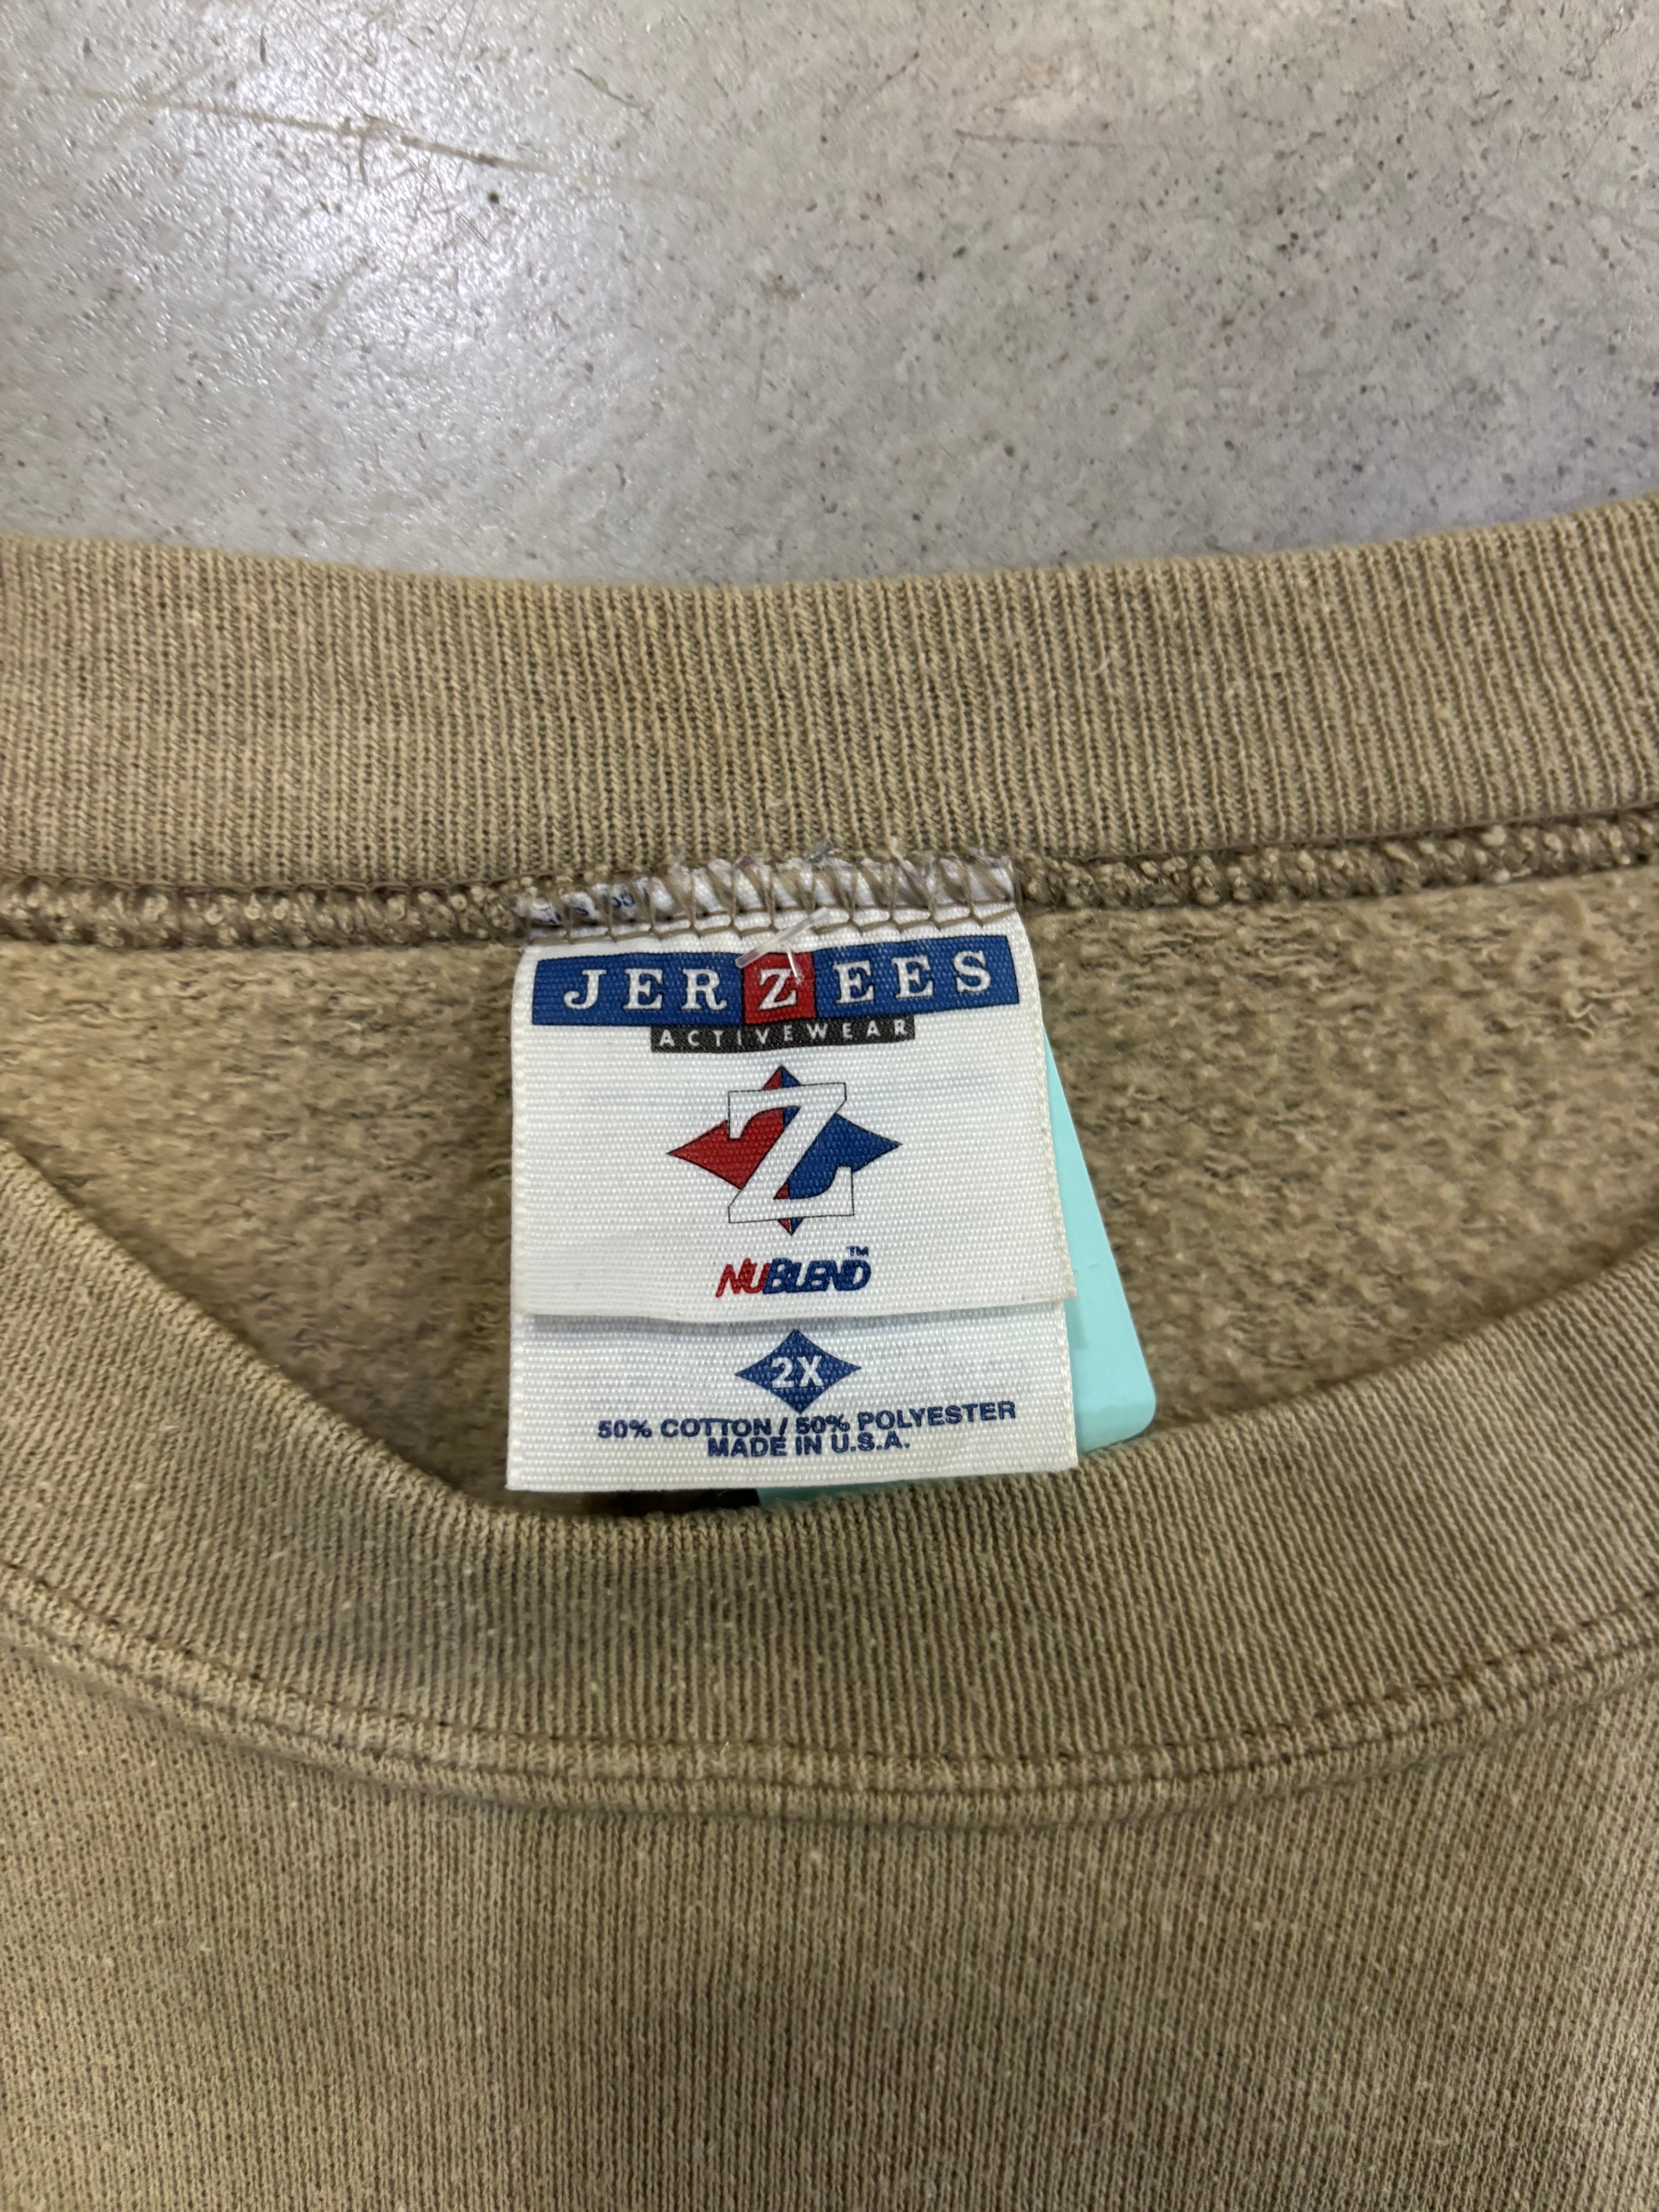 JERZEES
ACTIVEWEAR
Z
NUBLEND™
2X
50% COTTON / 50% POLYESTER
MADE IN U.S.A.